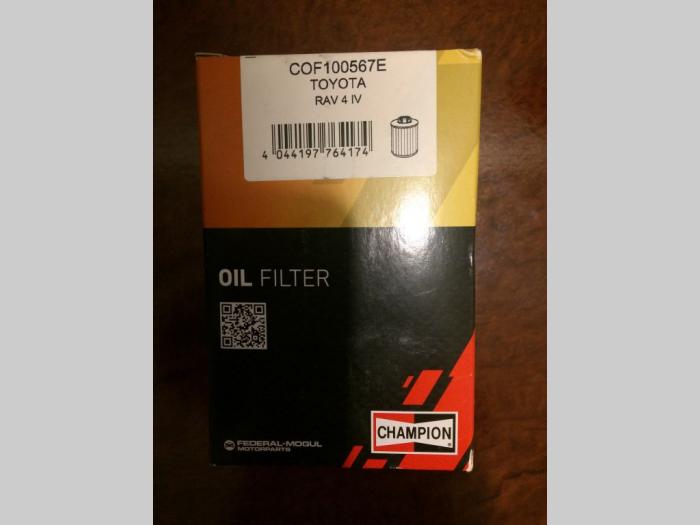 COF100567E
TOYOTA
RAV 4 IV
4 044197 764174
OIL FILTER
FEDERAL-MOGUL
MOTORPARTS
CHAMPION
®